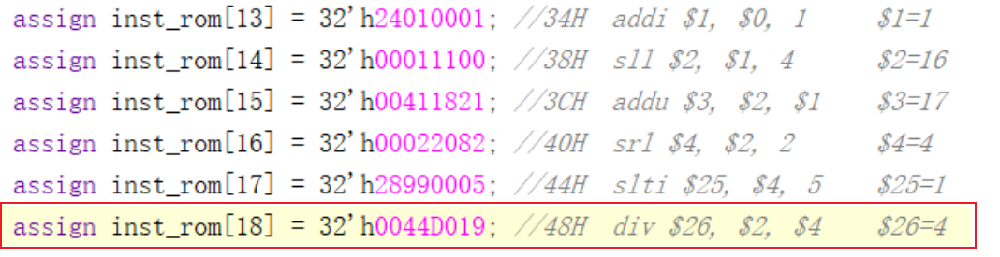 assign inst_rom[13] = 32'h24010001; //34H addi $1, $0, 1 $1=1
assign inst_rom[14] = 32'h00011100; //38H sll $2, $1, 4 $2=16
assign inst_rom[15] = 32'h00411821; //3CH addu $3, $2, $1 $3=17
assign inst_rom[16] = 32'h00022082; //40H srl $4, $2, 2 $4=4
assign inst_rom[17] = 32'h28990005; //44H slti $25, $4, 5 $25=1
assign inst_rom[18] = 32'h0044D019; //48H div $26, $2, $4 $26=4